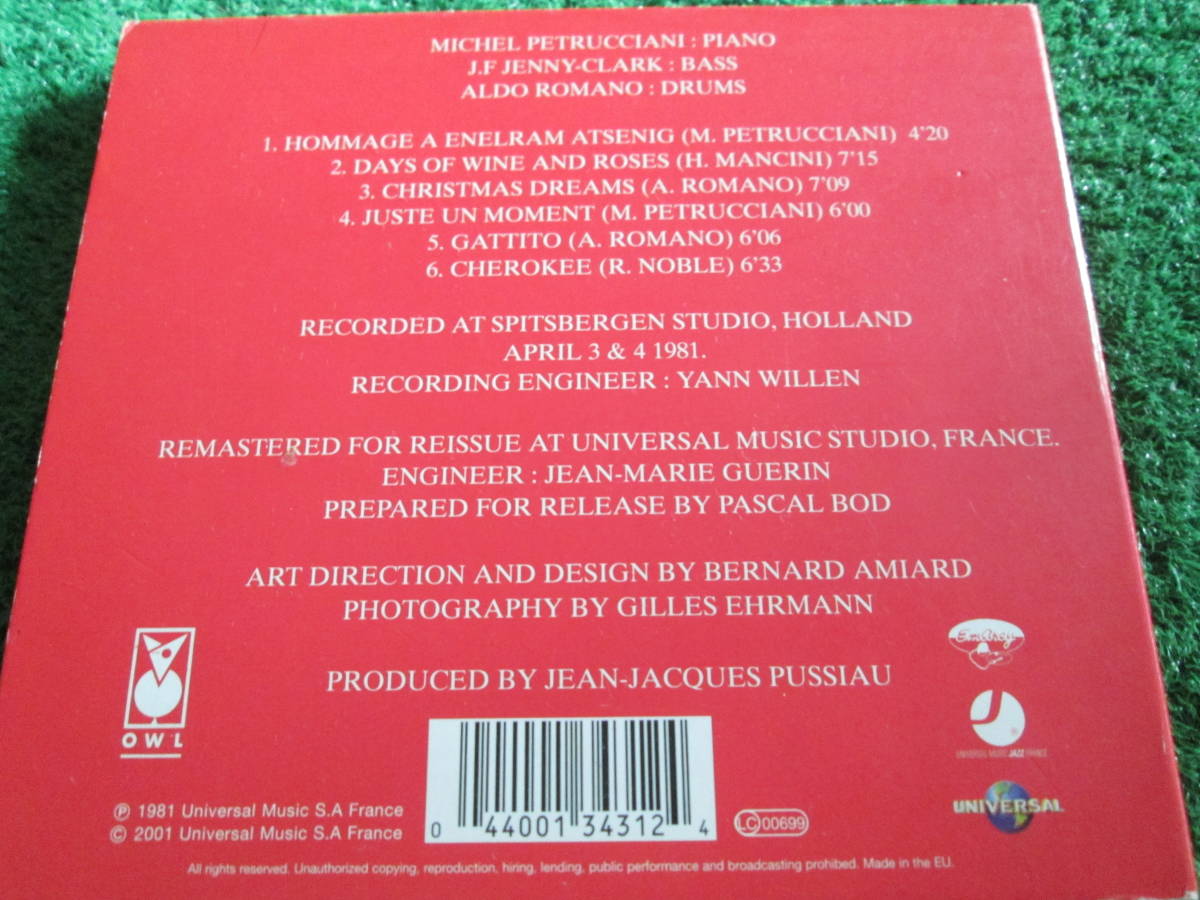 MICHEL PETRUCCIANI : PIANO
J.F JENNY-CLARK : BASS
ALDO ROMANO : DRUMS
1. HOMMAGE A ENELRAM ATSENIG (M. PETRUCCIANI) 4'20
2. DAYS OF WINE AND ROSES (H. MANCINI) 7'15
3. CHRISTMAS DREAMS (A. ROMANO) 7'09
4. JUSTE UN MOMENT (M. PETRUCCIANI) 6'00
5. GATTITO (A. ROMANO) 6'06
6. CHEROKEE (R. NOBLE) 6'33
RECORDED AT SPITSBERGEN STUDIO, HOLLAND
APRIL 3 & 4 1981.
RECORDING ENGINEER : YANN WILLEN
REMASTERED FOR REISSUE AT UNIVERSAL MUSIC STUDIO, FRANCE.
ENGINEER : JEAN-MARIE GUERIN
PREPARED FOR RELEASE BY PASCAL BOD
ART DIRECTION AND DESIGN BY BERNARD AMIARD
PHOTOGRAPHY BY GILLES EHRMANN
PRODUCED BY JEAN-JACQUES PUSSIAU
OWL
EmArcy
UNIVERSAL MUSIC JAZZ FRANCE
UNIVERSAL
℗ 1981 Universal Music S.A France
© 2001 Universal Music S.A France
0 44001 34312 4
LC 00699
All rights reserved. Unauthorized copying, reproduction, hiring, lending, public performance and broadcasting prohibited. Made in the EU.